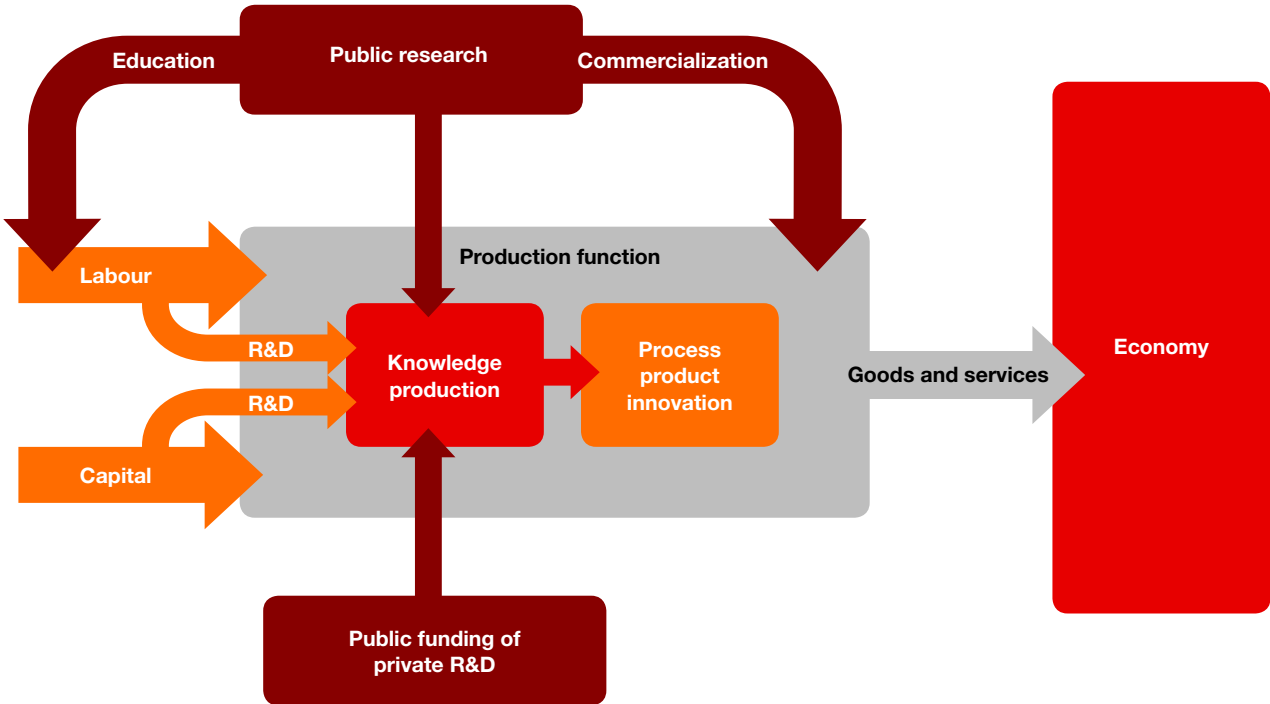 Education
Public research
Commercialization
Production function
Labour
R&D
Knowledge
production
Process
product
innovation
R&D
Capital
Goods and services
Economy
Public funding of
private R&D